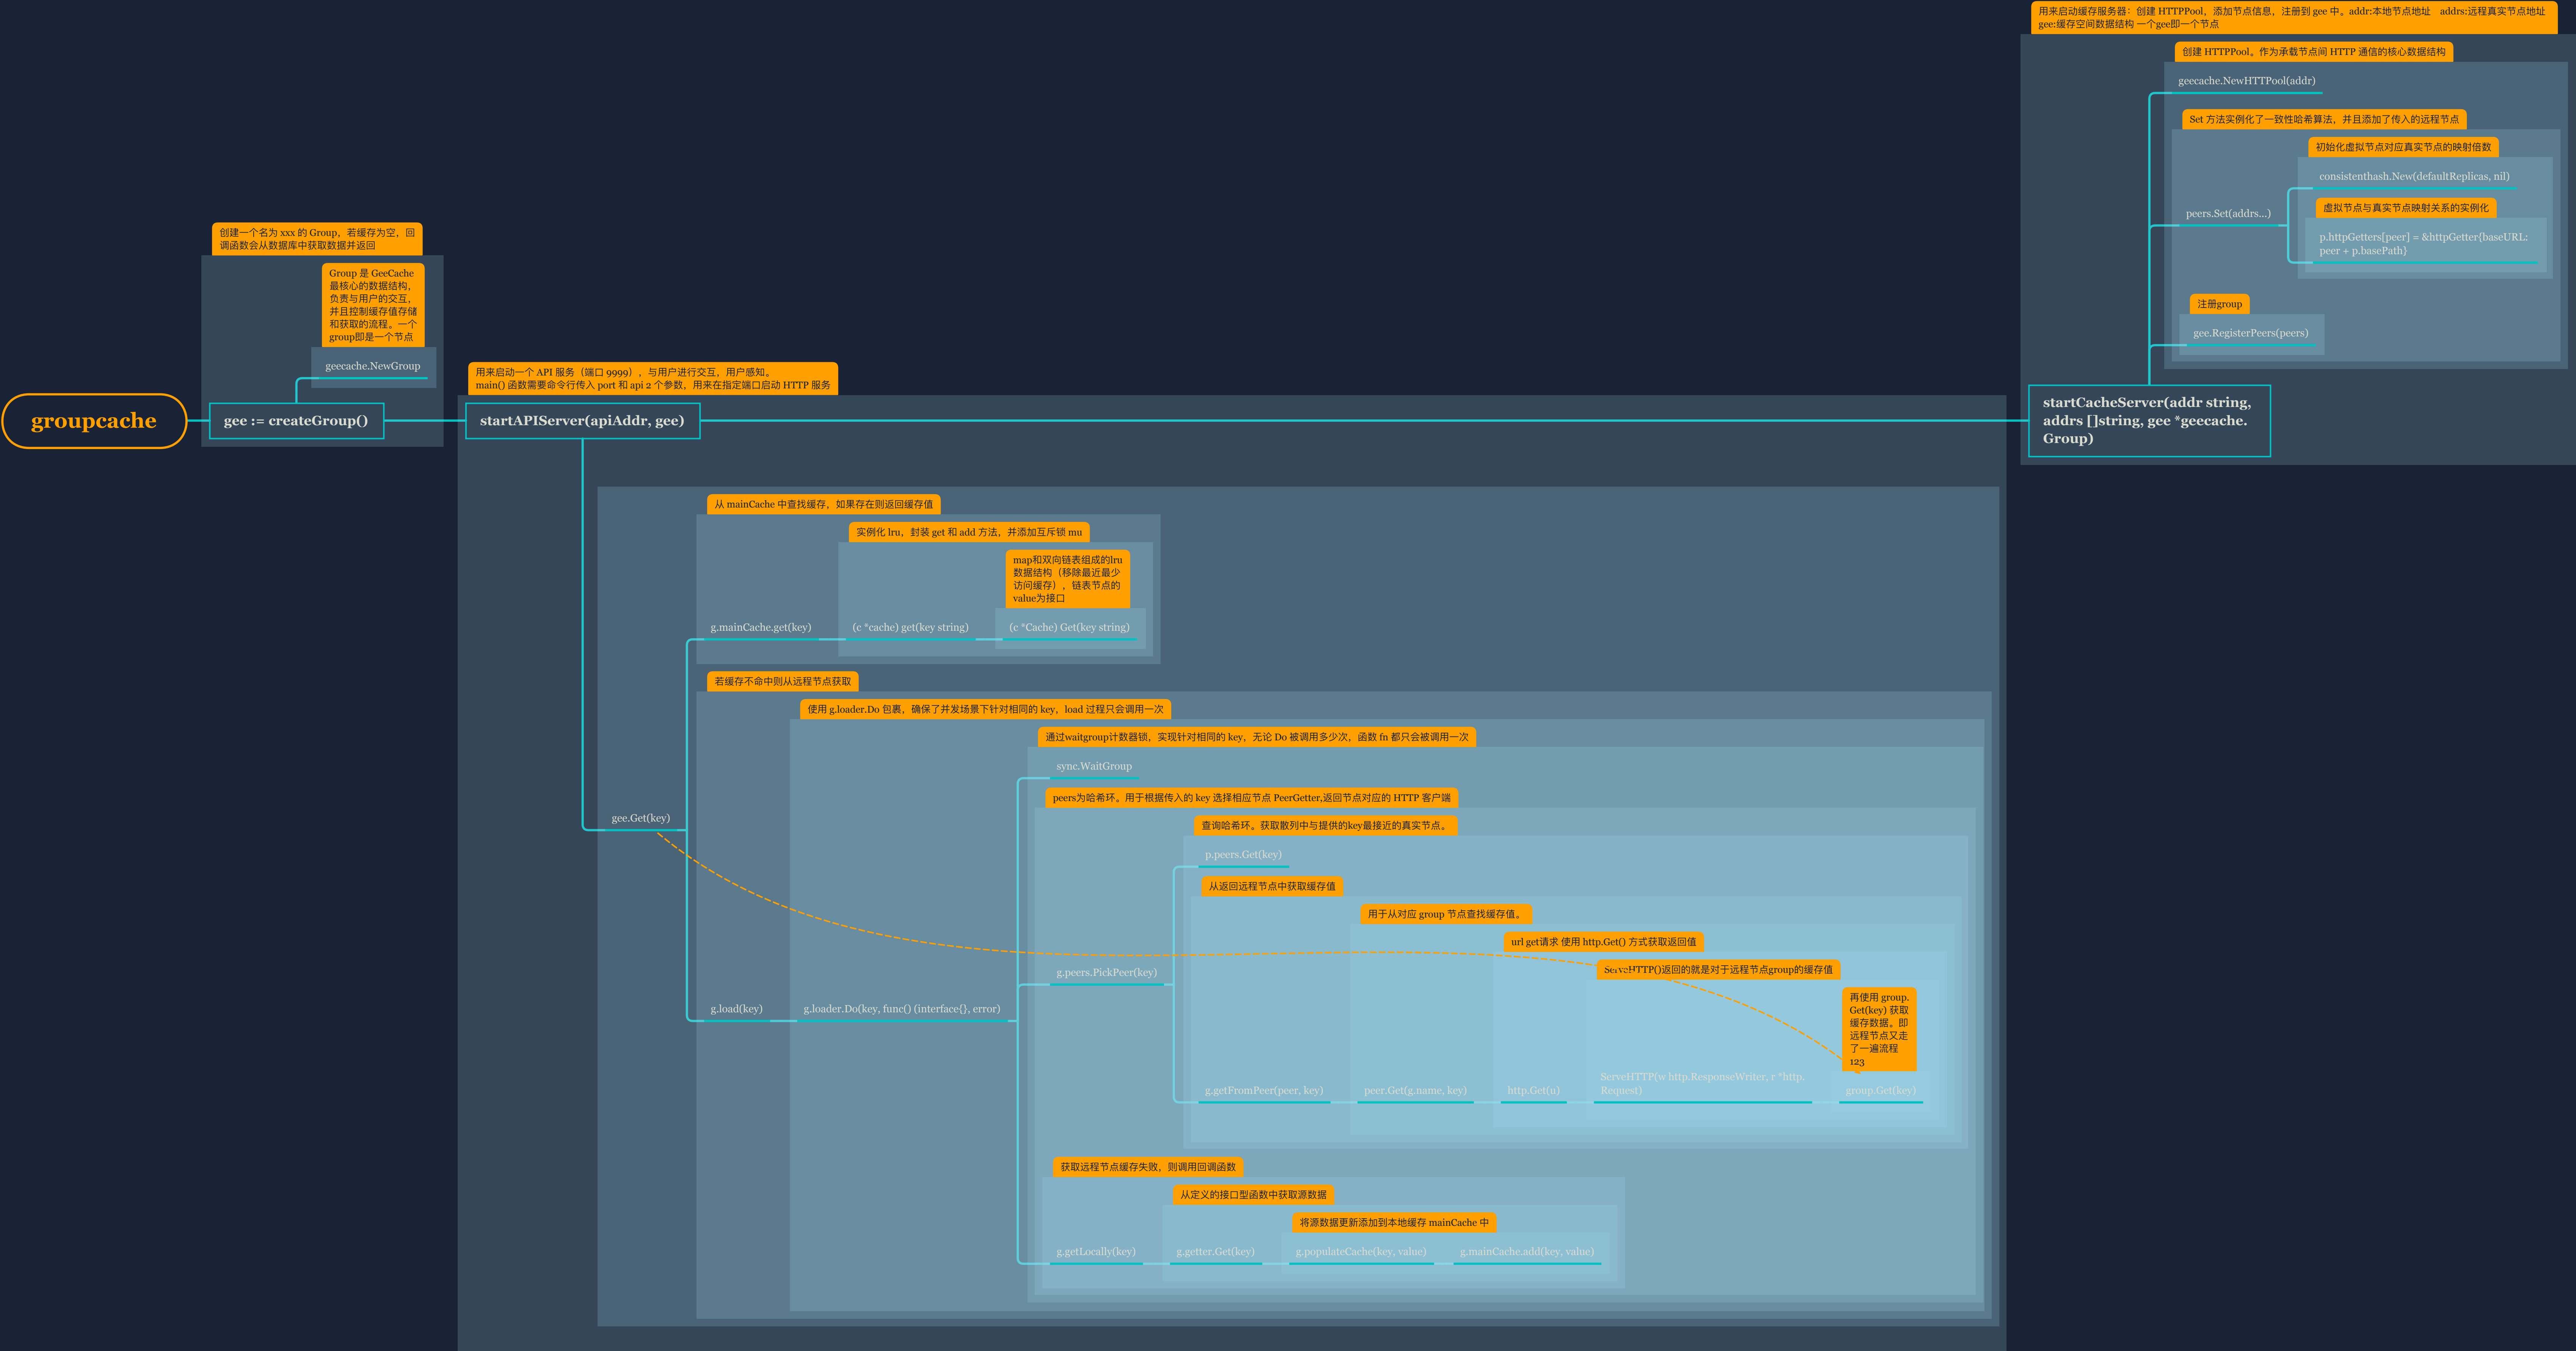 groupcache
创建一个名为 xxx 的 Group，若缓存为空，回
调函数会从数据库中获取数据并返回
Group 是 GeeCache
最核心的数据结构，
负责与用户的交互，
并且控制缓存值存储
和获取的流程。一个
group即是一个节点
geecache.NewGroup
gee := createGroup()
用来启动一个 API 服务（端口 9999），与用户进行交互，用户感知。
main() 函数需要命令行传入 port 和 api 2 个参数，用来在指定端口启动 HTTP 服务
startAPIServer(apiAddr, gee)
gee.Get(key)
从 mainCache 中查找缓存，如果存在则返回缓存值
g.mainCache.get(key)
实例化 lru，封装 get 和 add 方法，并添加互斥锁 mu
(c *cache) get(key string)
map和双向链表组成的lru
数据结构（移除最近最少
访问缓存），链表节点的
value为接口
(c *Cache) Get(key string)
若缓存不命中则从远程节点获取
g.load(key)
使用 g.loader.Do 包裹，确保了并发场景下针对相同的 key，load 过程只会调用一次
g.loader.Do(key, func() (interface{}, error)
通过waitgroup计数器锁，实现针对相同的 key，无论 Do 被调用多少次，函数 fn 都只会被调用一次
sync.WaitGroup
peers为哈希环。用于根据传入的 key 选择相应节点 PeerGetter,返回节点对应的 HTTP 客户端
g.peers.PickPeer(key)
查询哈希环。获取散列中与提供的key最接近的真实节点。
p.peers.Get(key)
从返回远程节点中获取缓存值
g.getFromPeer(peer, key)
用于从对应 group 节点查找缓存值。
peer.Get(g.name, key)
url get请求 使用 http.Get() 方式获取返回值
http.Get(u)
ServeHTTP()返回的就是对于远程节点group的缓存值
ServeHTTP(w http.ResponseWriter, r *http.
Request)
再使用 group.
Get(key) 获取
缓存数据。即
远程节点又走
了一遍流程
123
group.Get(key)
获取远程节点缓存失败，则调用回调函数
g.getLocally(key)
从定义的接口型函数中获取源数据
g.getter.Get(key)
将源数据更新添加到本地缓存 mainCache 中
g.populateCache(key, value)
g.mainCache.add(key, value)
用来启动缓存服务器：创建 HTTPPool，添加节点信息，注册到 gee 中。addr:本地节点地址 addrs:远程真实节点地址
gee:缓存空间数据结构 一个gee即一个节点
创建 HTTPPool。作为承载节点间 HTTP 通信的核心数据结构
geecache.NewHTTPool(addr)
Set 方法实例化了一致性哈希算法，并且添加了传入的远程节点
peers.Set(addrs...)
初始化虚拟节点对应真实节点的映射倍数
consistenthash.New(defaultReplicas, nil)
虚拟节点与真实节点映射关系的实例化
p.httpGetters[peer] = &httpGetter{baseURL:
peer + p.basePath}
注册group
gee.RegisterPeers(peers)
startCacheServer(addr string,
addrs []string, gee *geecache.
Group)